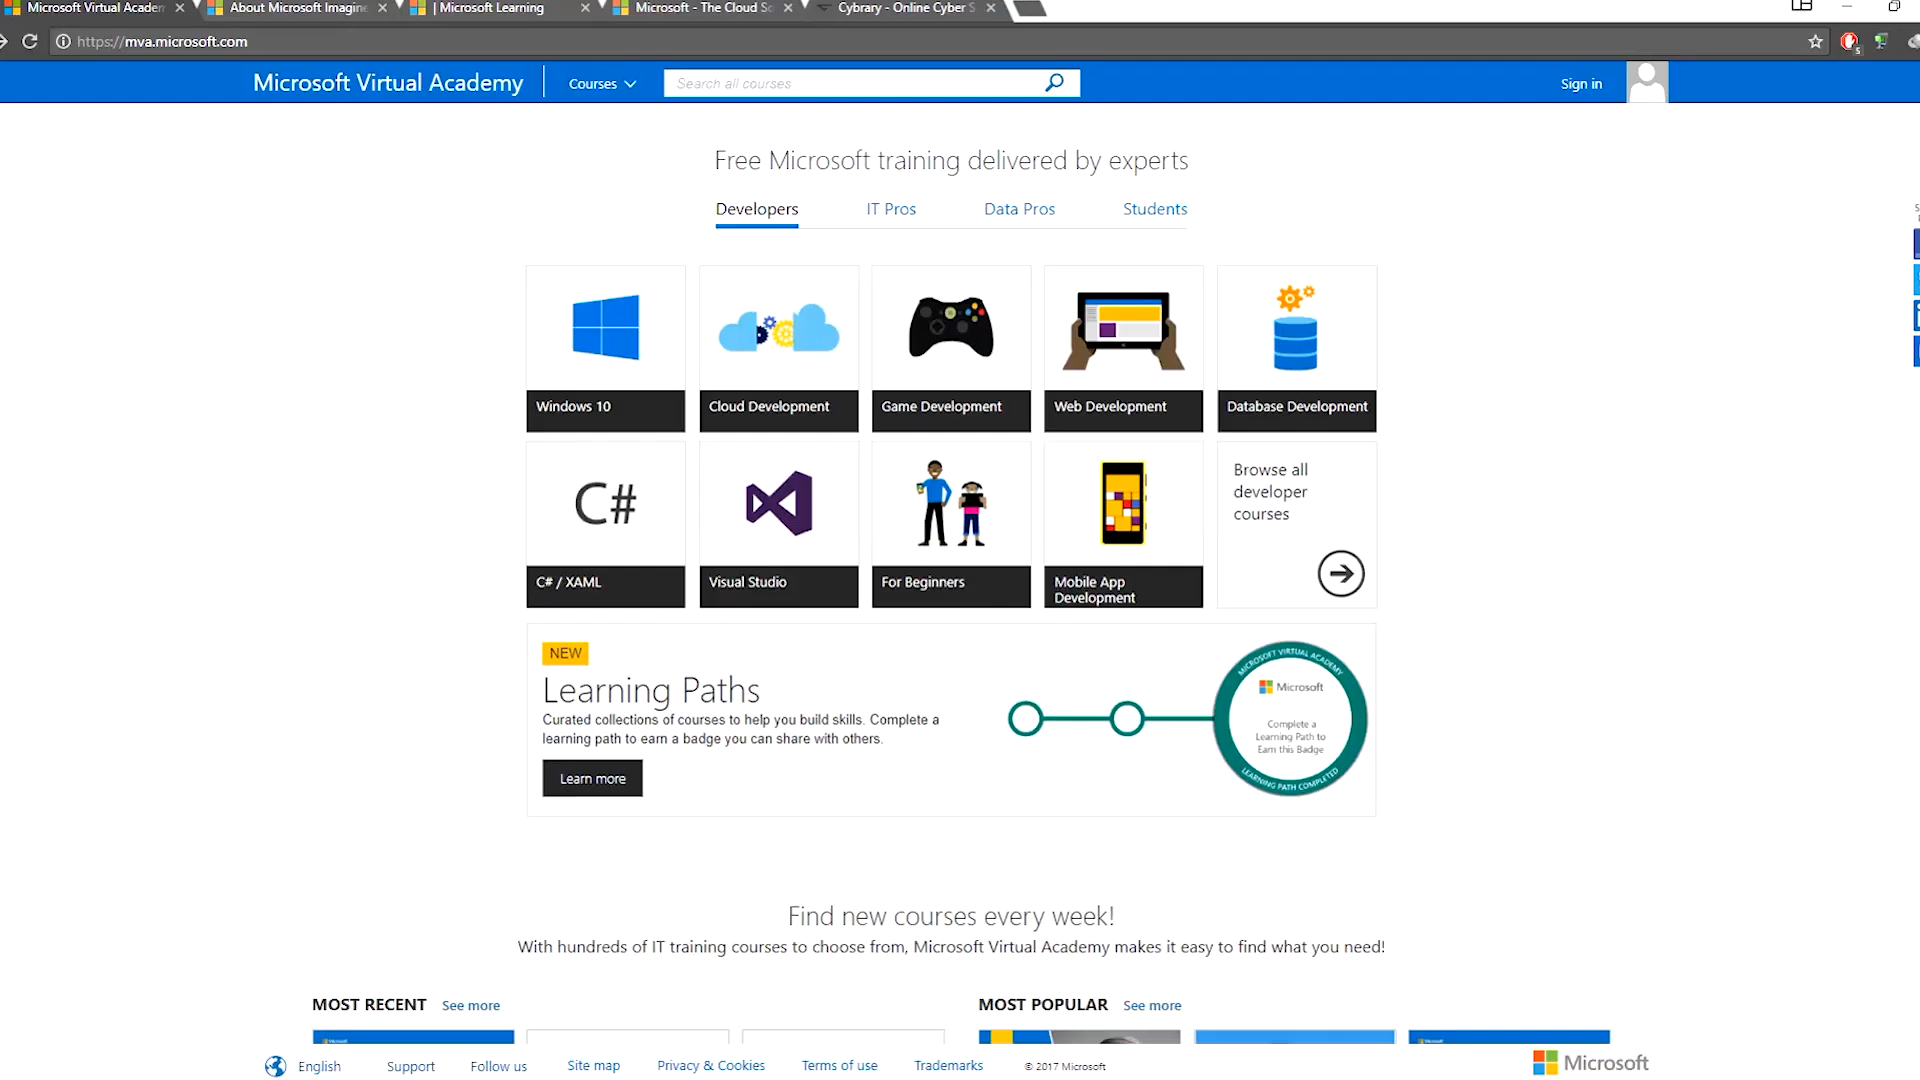 Microsoft Virtual Academ
About Microsoft Imagine
| Microsoft Learning
Microsoft - The Cloud So
Cybrary - Online Cyber S
https://mva.microsoft.com
Microsoft Virtual Academy
Courses
Search all courses
Sign in
Free Microsoft training delivered by experts
Developers
IT Pros
Data Pros
Students
Windows 10
Cloud Development
Game Development
Web Development
Database Development
C#
C# / XAML
Visual Studio
For Beginners
Mobile App
Development
Browse all
developer
courses
NEW
Learning Paths
Curated collections of courses to help you build skills. Complete a
learning path to earn a badge you can share with others.
Learn more
MICROSOFT VIRTUAL ACADEMY
Microsoft
Complete a
Learning Path to
Earn this Badge
LEARNING PATH COMPLETED
Find new courses every week!
With hundreds of IT training courses to choose from, Microsoft Virtual Academy makes it easy to find what you need!
MOST RECENT See more
MOST POPULAR See more
English
Support
Follow us
Site map
Privacy & Cookies
Terms of use
Trademarks
© 2017 Microsoft
Microsoft